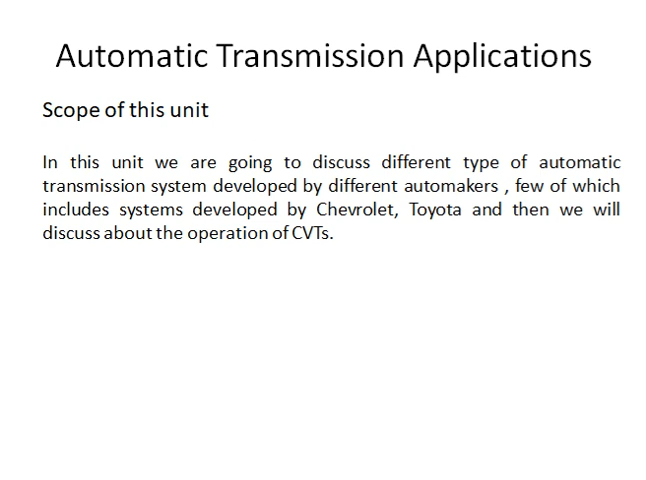 Automatic Transmission Applications
Scope of this unit
In this unit we are going to discuss different type of automatic
transmission system developed by different automakers , few of which
includes systems developed by Chevrolet, Toyota and then we will
discuss about the operation of CVTs.